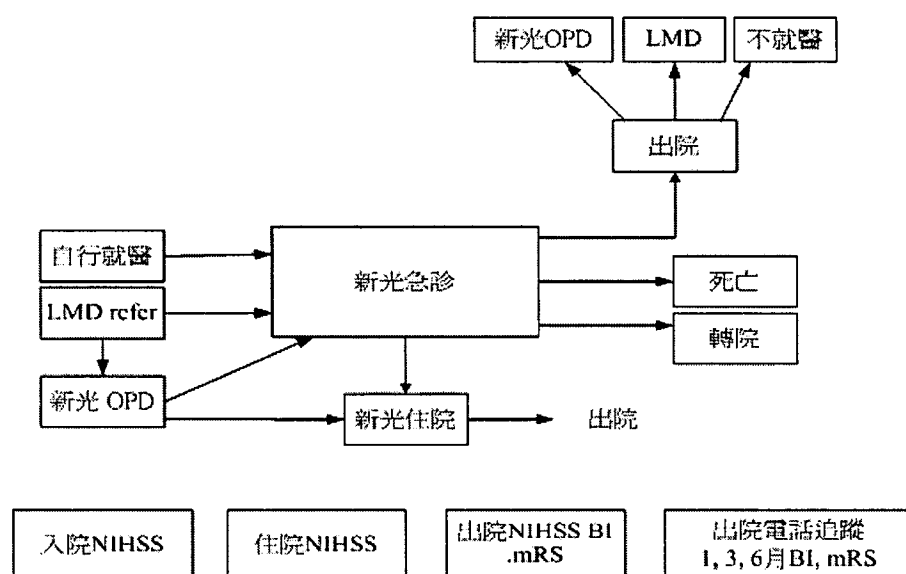 新光OPD
LMD
不就醫
出院
自行就醫
新光急診
死亡
LMD refer
轉院
新光 OPD
新光住院
出院
入院NIHSS
住院NIHSS
出院NIHSS BI
.mRS
出院電話追蹤
1, 3, 6月BI, mRS